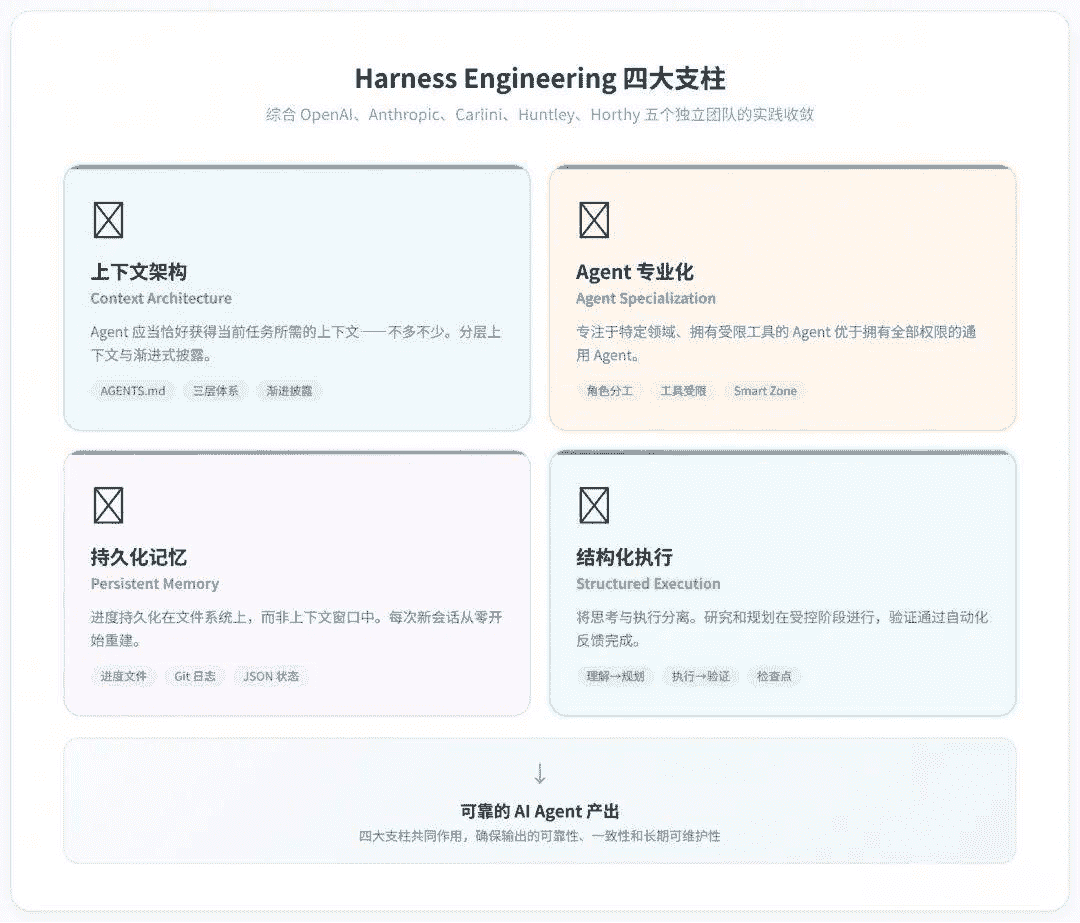 Harness Engineering 四大支柱
综合 OpenAI、Anthropic、Carlini、Huntley、Horthy 五个独立团队的实践收敛
上下文架构
Context Architecture
Agent 应当恰好获得当前任务所需的上下文——不多不少。分层上
下文与渐进式披露。
AGENTS.md 三层体系 渐进披露
Agent 专业化
Agent Specialization
专注于特定领域、拥有受限工具的 Agent 优于拥有全部权限的通
用 Agent。
角色分工 工具受限 Smart Zone
持久化记忆
Persistent Memory
进度持久化在文件系统上，而非上下文窗口中。每次新会话从零开
始重建。
进度文件 Git 日志 JSON 状态
结构化执行
Structured Execution
将思考与执行分离。研究和规划在受控阶段进行，验证通过自动化
反馈完成。
理解→规划 执行→验证 检查点
↓
可靠的 AI Agent 产出
四大支柱共同作用，确保输出的可靠性、一致性和长期可维护性